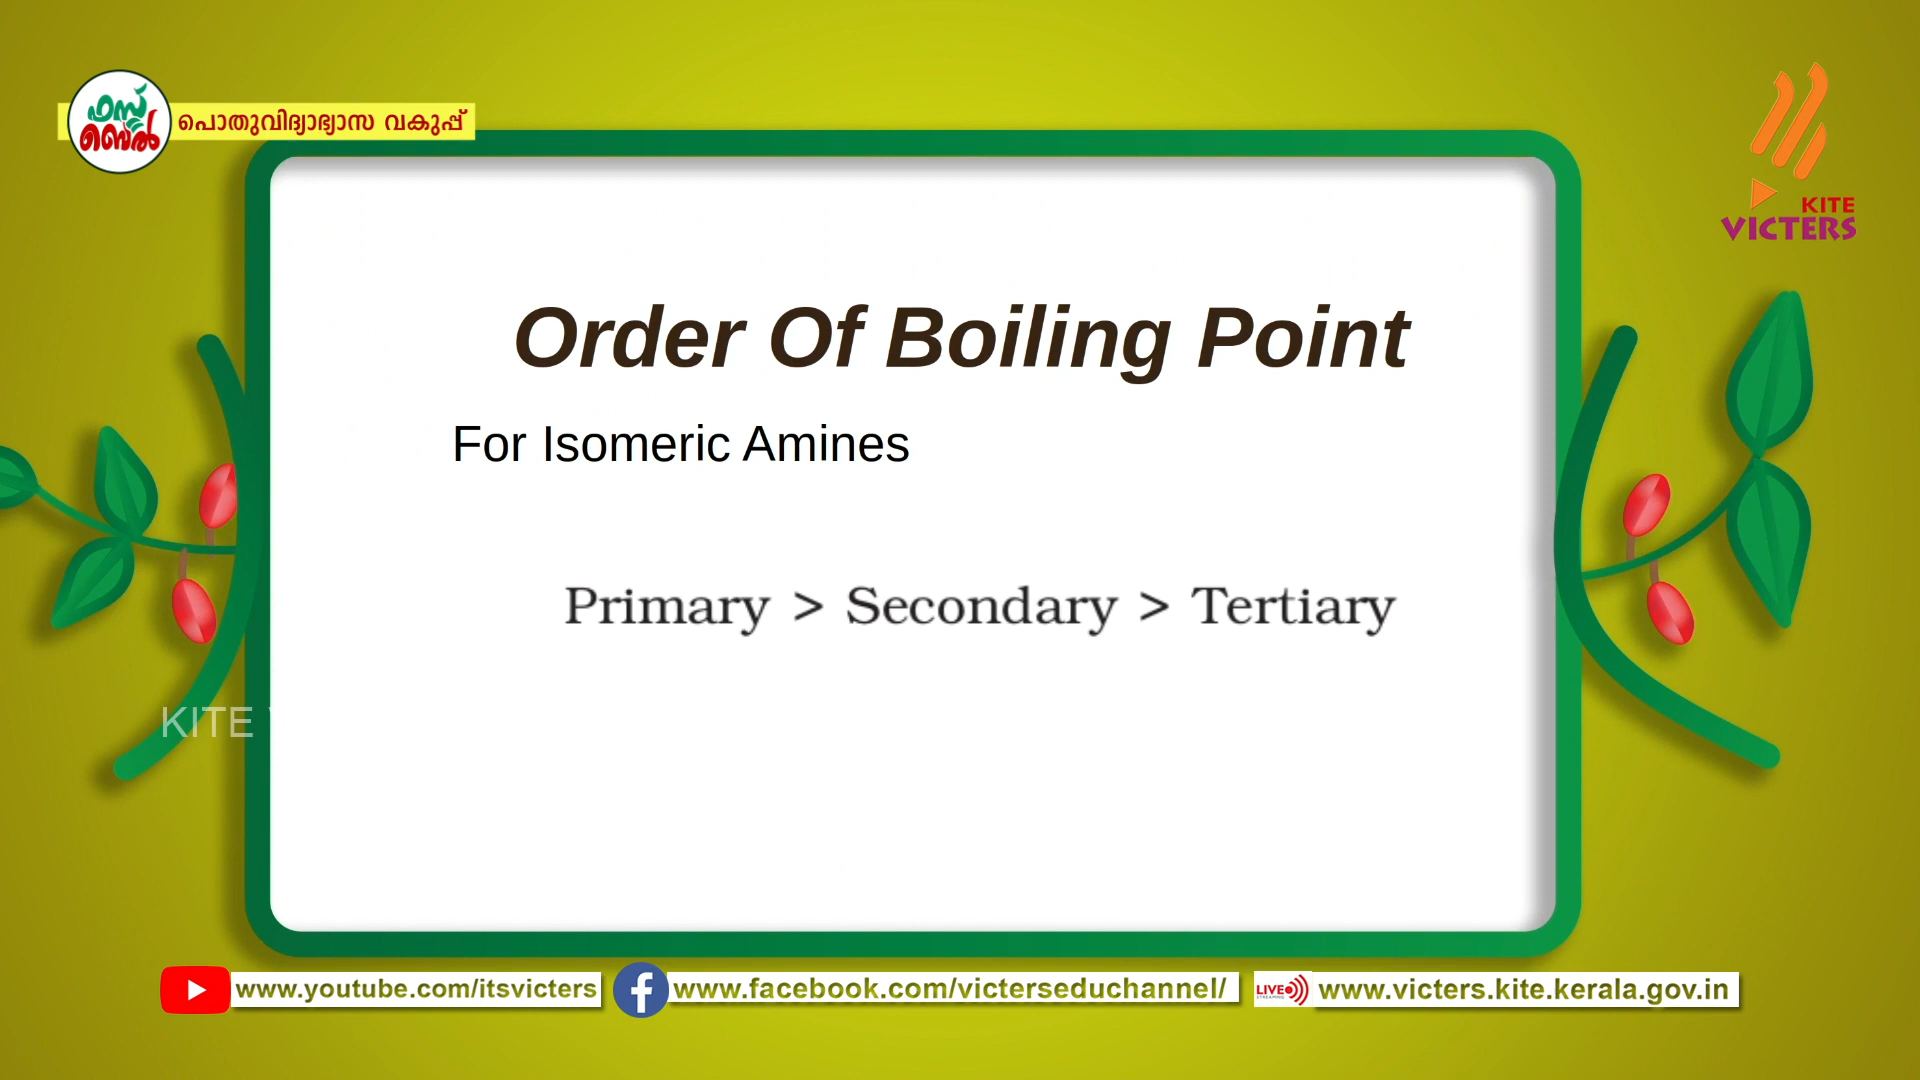 ഫസ്റ്റ്
ബെൽ
പൊതുവിദ്യാഭ്യാസ വകുപ്പ്
KITE
VICTERS
Order Of Boiling Point
For Isomeric Amines
Primary > Secondary > Tertiary
KITE
www.youtube.com/itsvicters
www.facebook.com/victerseduchannel/
LIVE
STREAMING
www.victers.kite.kerala.gov.in